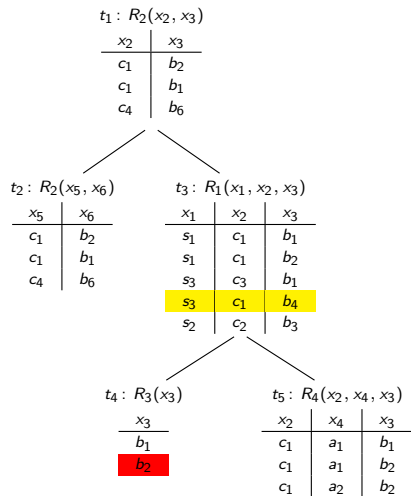 t₁: R₂(x₂, x₃)
x₂ x₃
c₁ b₂
c₁ b₁
c₄ b₆
t₂: R₂(x₅, x₆)
x₅ x₆
c₁ b₂
c₁ b₁
c₄ b₆
t₃: R₁(x₁, x₂, x₃)
x₁ x₂ x₃
s₁ c₁ b₁
s₁ c₁ b₂
s₃ c₃ b₁
s₃ c₁ b₄
s₂ c₂ b₃
t₄: R₃(x₃)
x₃
b₁
b₂
t₅: R₄(x₂, x₄, x₃)
x₂ x₄ x₃
c₁ a₁ b₁
c₁ a₁ b₂
c₁ a₂ b₂